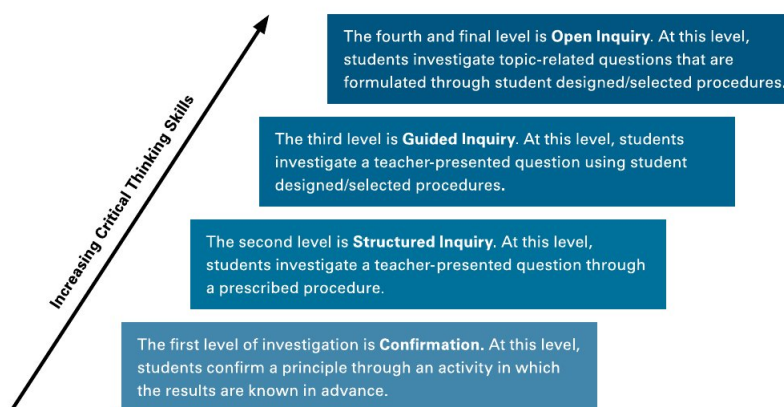 The fourth and final level is Open Inquiry. At this level,
students investigate topic-related questions that are
formulated through student designed/selected procedures.
The third level is Guided Inquiry. At this level, students
investigate a teacher-presented question using student
designed/selected procedures.
The second level is Structured Inquiry. At this level,
students investigate a teacher-presented question through
a prescribed procedure.
The first level of investigation is Confirmation. At this level,
students confirm a principle through an activity in which
the results are known in advance.
Increasing Critical Thinking Skills